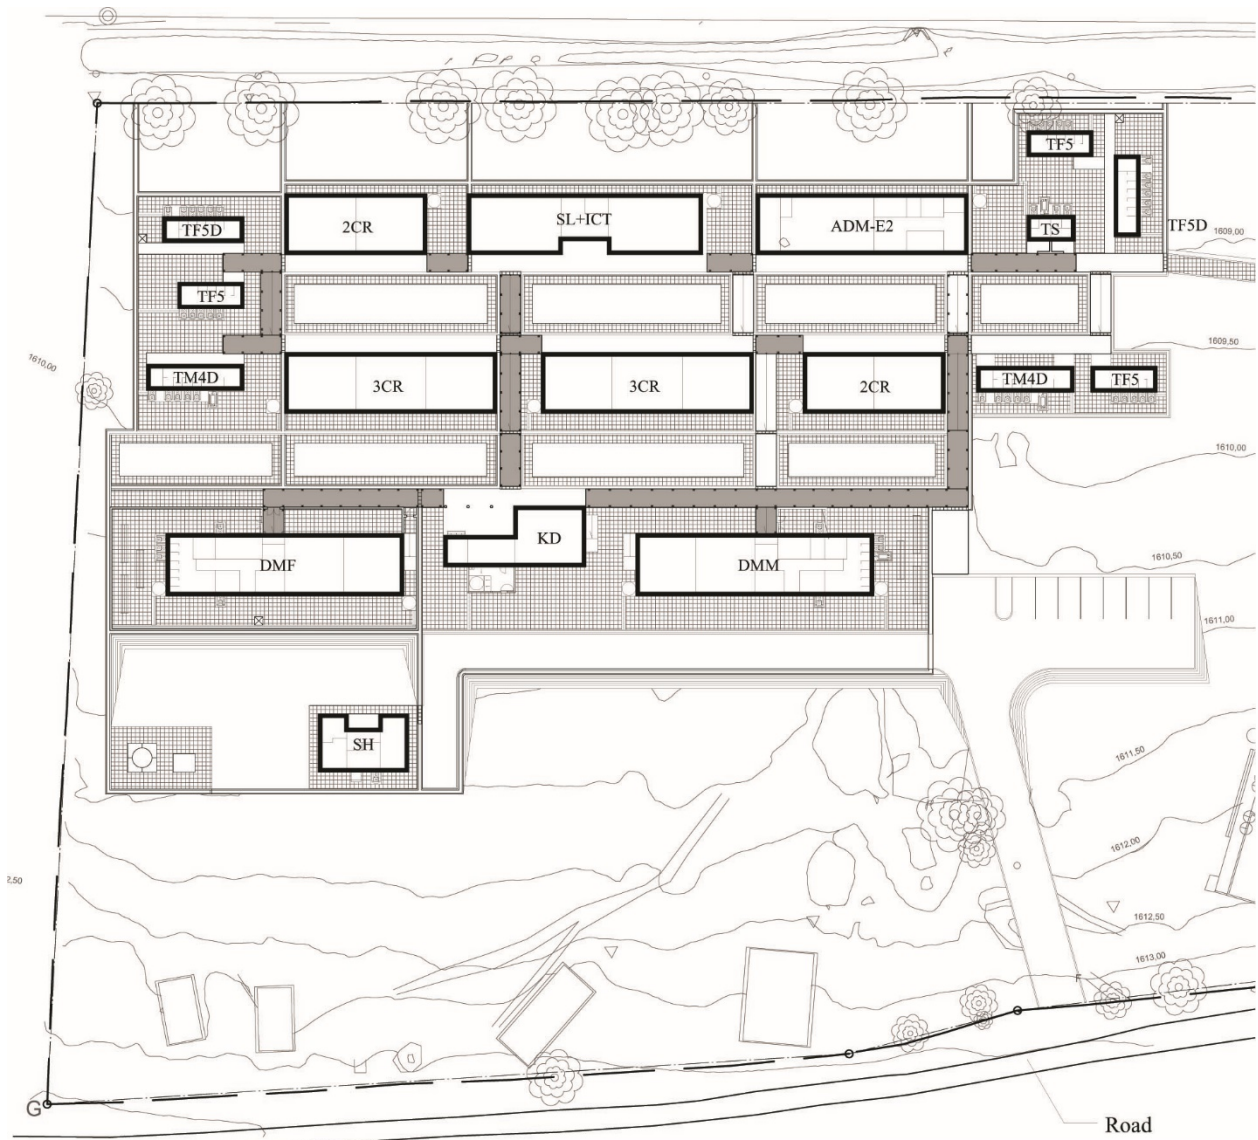 TF5
2CR
SL+ICT
ADM-E2
TF5D
TS
TF5D
1609,00
TF5
1609,50
1610,00
TM4D
3CR
3CR
2CR
TM4D
TF5
1610,00
DMF
KD
DMM
1610,50
1611,00
SH
1611,50
1612,00
2,50
1612,50
1613,00
F
G
Road